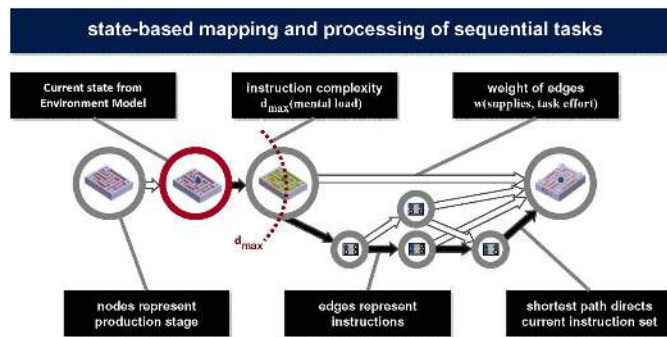 state-based mapping and processing of sequential tasks
Current state from
Environment Model
instruction complexity
dmax(mental load)
weight of edges
w(supplies, task effort)
dmax
nodes represent
production stage
edges represent
instructions
shortest path directs
current instruction set